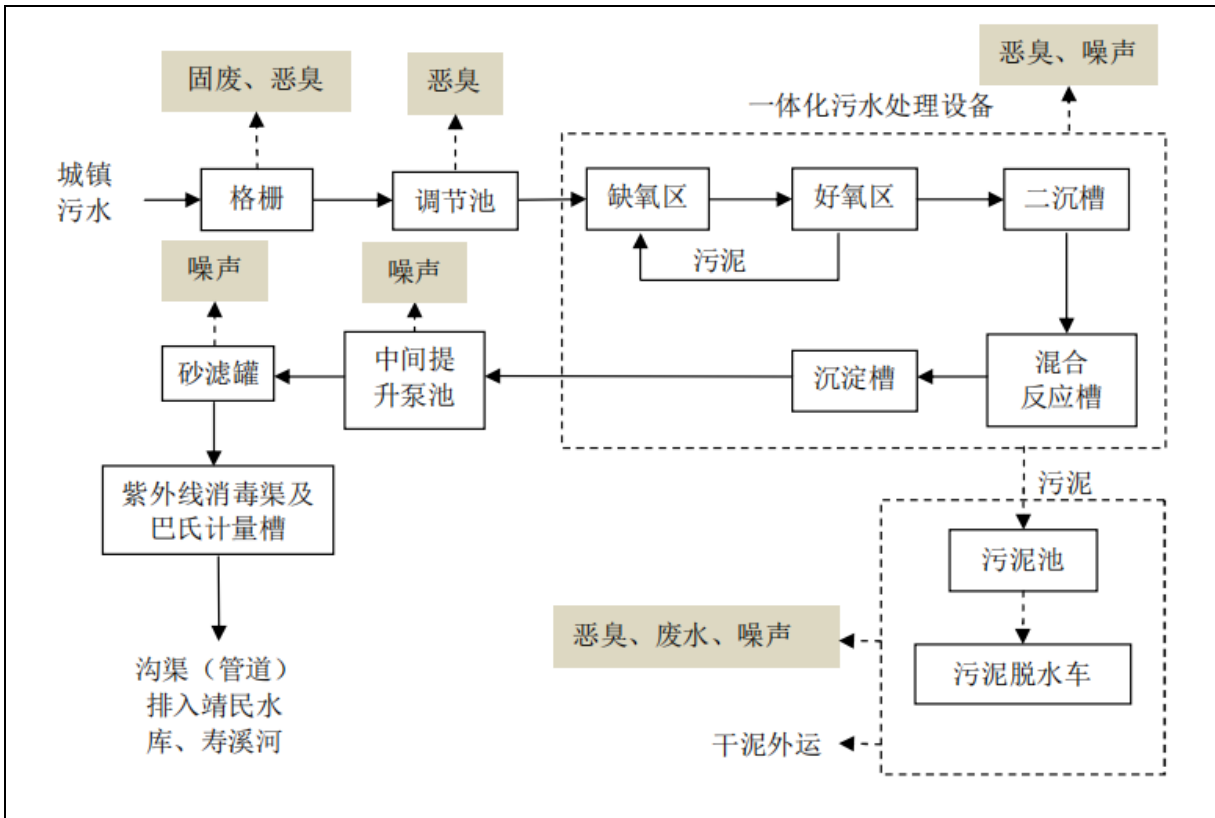 恶臭、噪声
固废、恶臭
恶臭
一体化污水处理设备
城镇
污水
格栅
调节池
缺氧区
好氧区
二沉槽
污泥
噪声
噪声
砂滤罐
中间提
升泵池
沉淀槽
混合
反应槽
紫外线消毒渠及
巴氏计量槽
污泥
污泥池
恶臭、废水、噪声
污泥脱水车
沟渠（管道）
排入靖民水
库、寿溪河
干泥外运